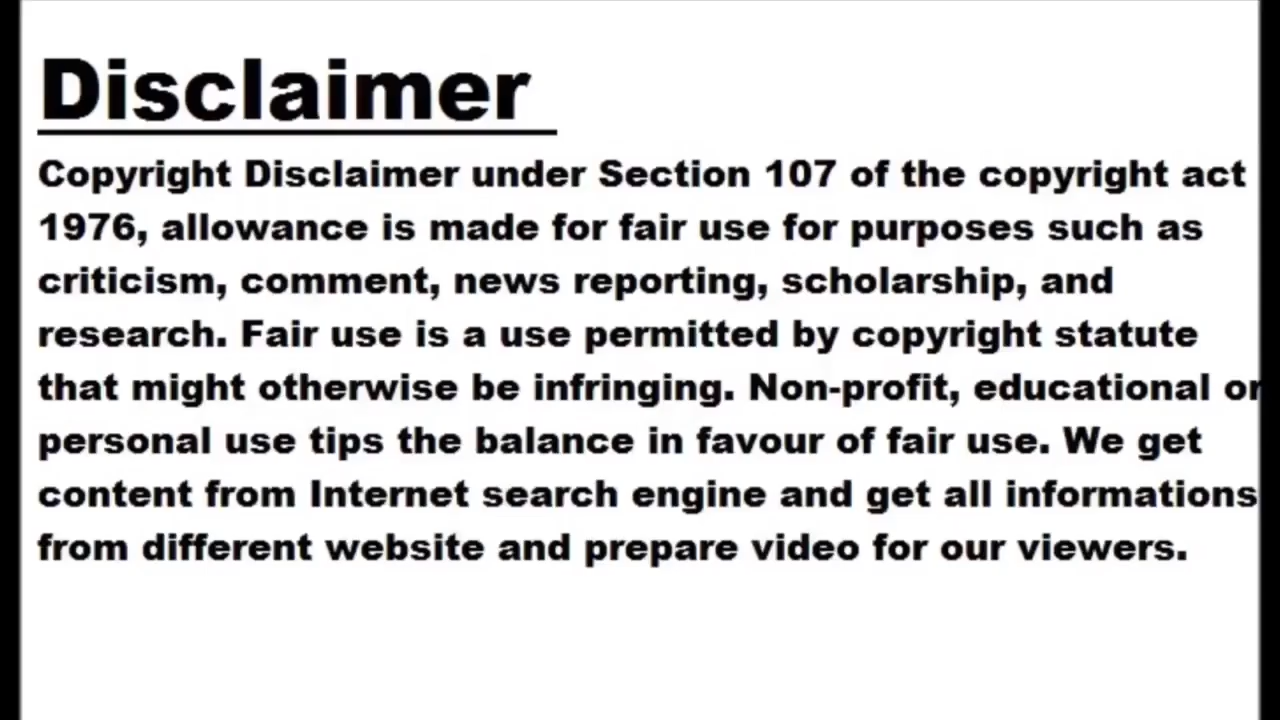 Disclaimer
Copyright Disclaimer under Section 107 of the copyright act
1976, allowance is made for fair use for purposes such as
criticism, comment, news reporting, scholarship, and
research. Fair use is a use permitted by copyright statute
that might otherwise be infringing. Non-profit, educational or
personal use tips the balance in favour of fair use. We get
content from Internet search engine and get all informations
from different website and prepare video for our viewers.